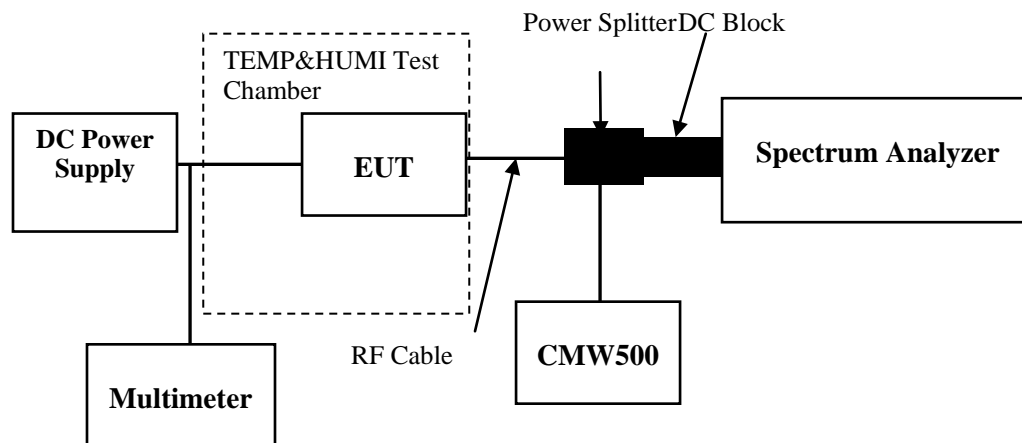 Power SplitterDC Block
TEMP&HUMI Test
Chamber
DC Power
Supply
EUT
Spectrum Analyzer
RF Cable
CMW500
Multimeter